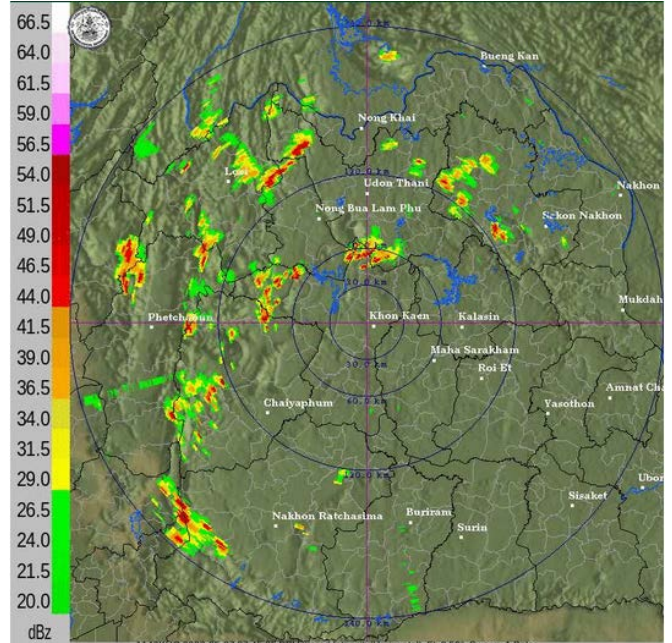 66.5
64.0
61.5
59.0
56.5
54.0
51.5
49.0
46.5
44.0
41.5
39.0
36.5
34.0
31.5
29.0
26.5
24.0
21.5
20.0
dBz
Bueng Kan
Nong Khai
Loei
Udon Thani
Nakhon
Nong Bua Lam Phu
Sakon Nakhon
Mukdah
Phetchabun
Khon Kaen
Kalasin
Maha Sarakham
Roi Et
Amnat Cha
Chaiyaphum
60.0 km
Yasothon
Ubon
Sisaket
Nakhon Ratchasima
Buriram
Surin